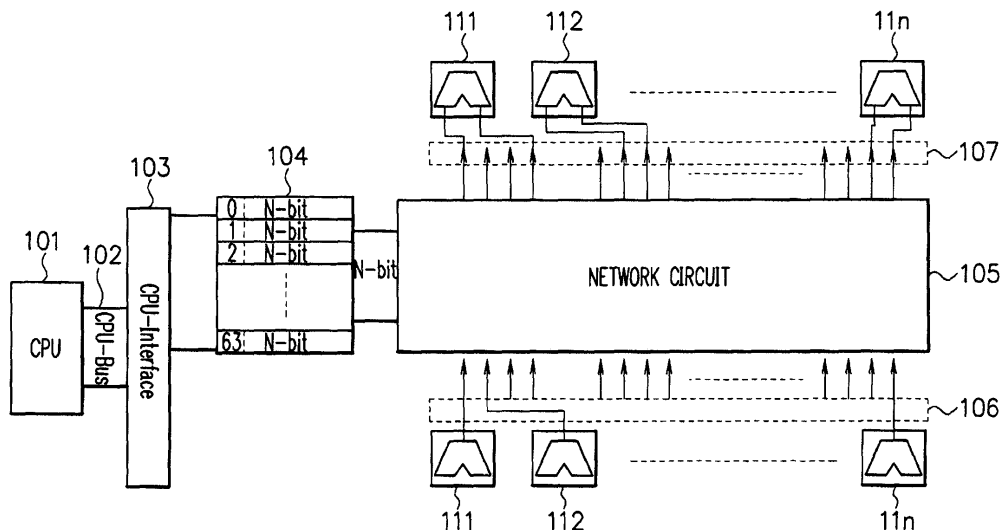 111
112
11n
107
103
104
0 N-bit
1 N-bit
2 N-bit
63 N-bit
101
102
CPU
CPU-Bus
CPU-Interface
N-bit
NETWORK CIRCUIT
105
106
111
112
11n